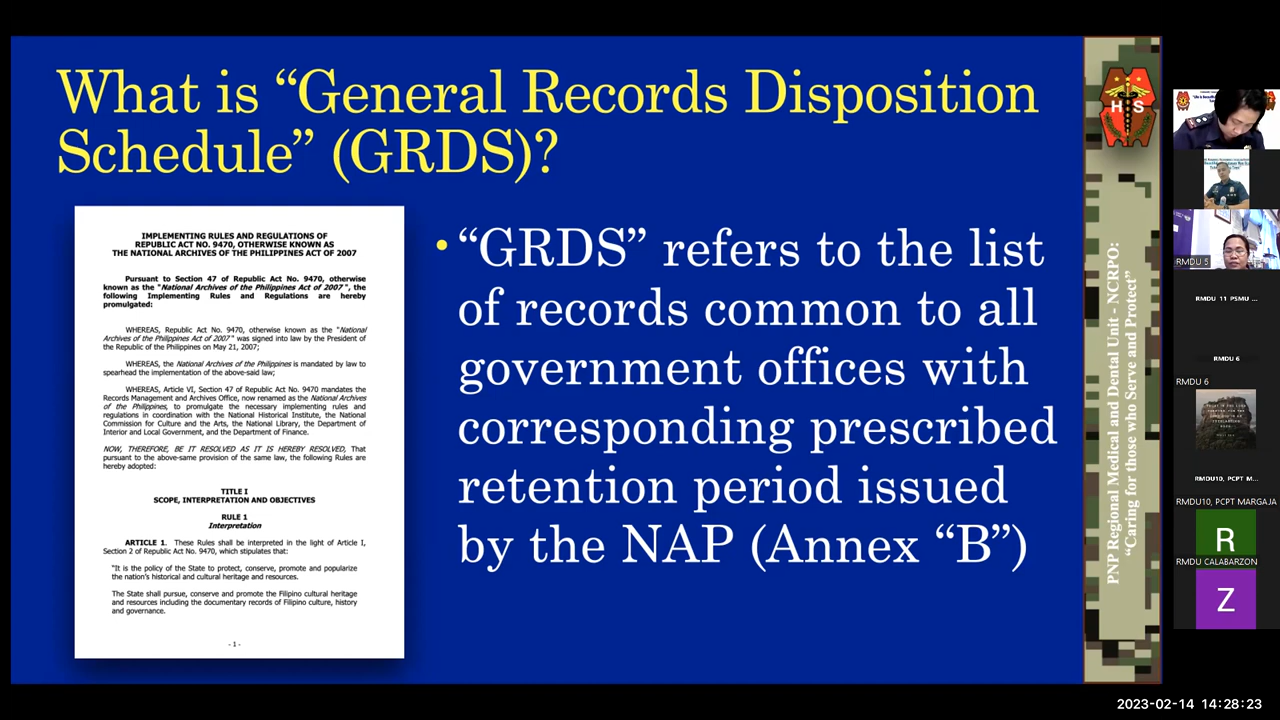 What is “General Records Disposition
Schedule” (GRDS)?
IMPLEMENTING RULES AND REGULATIONS OF
REPUBLIC ACT NO. 9470, OTHERWISE KNOWN AS
THE NATIONAL ARCHIVES OF THE PHILIPPINES ACT OF 2007
Pursuant to Section 47 of Republic Act No. 9470, otherwise
known as the "National Archives of the Philippines Act of 2007", the
following Implementing Rules and Regulations are hereby
promulgated:
WHEREAS, Republic Act No. 9470, otherwise known as the "National
Archives of the Philippines Act of 2007" was signed into law by the President of
the Republic of the Philippines on May 21, 2007;
WHEREAS, the National Archives of the Philippines is mandated by law to
spearhead the implementation of the above-said law;
WHEREAS, Article VI, Section 47 of Republic Act No. 9470 mandates the
Records Management and Archives Office, now renamed as the National Archives
of the Philippines, to promulgate the necessary implementing rules and
regulations in coordination with the National Historical Institute, the National
Commission for Culture and the Arts, the National Library, the Department of
Interior and Local Government, and the Department of Finance.
NOW, THEREFORE, BE IT RESOLVED AS IT IS HEREBY RESOLVED, That
pursuant to the above-same provision of the same law, the following Rules are
hereby adopted:
TITLE I
SCOPE, INTERPRETATION AND OBJECTIVES
RULE 1
Interpretation
ARTICLE 1. These Rules shall be interpreted in the light of Article I,
Section 2 of Republic Act No. 9470, which stipulates that:
"It is the policy of the State to protect, conserve, promote and popularize
the nation's historical and cultural heritage and resources.
The State shall pursue, conserve and promote the Filipino cultural heritage
and resources including the documentary records of Filipino culture, history
and governance.
- 1 -
• “GRDS” refers to the list
of records common to all
government offices with
corresponding prescribed
retention period issued
by the NAP (Annex “B”)
H S
PNP Regional Medical and Dental Unit - NCRPO:
“Caring for those who Serve and Protect”
RMDU 5
RMDU 11 PSMU ...
RMDU 6
RMDU 6
RMDU10, PCPT M...
RMDU10, PCPT MARGAJA
R
RMDU CALABARZON
Z
2023-02-14 14:28:23